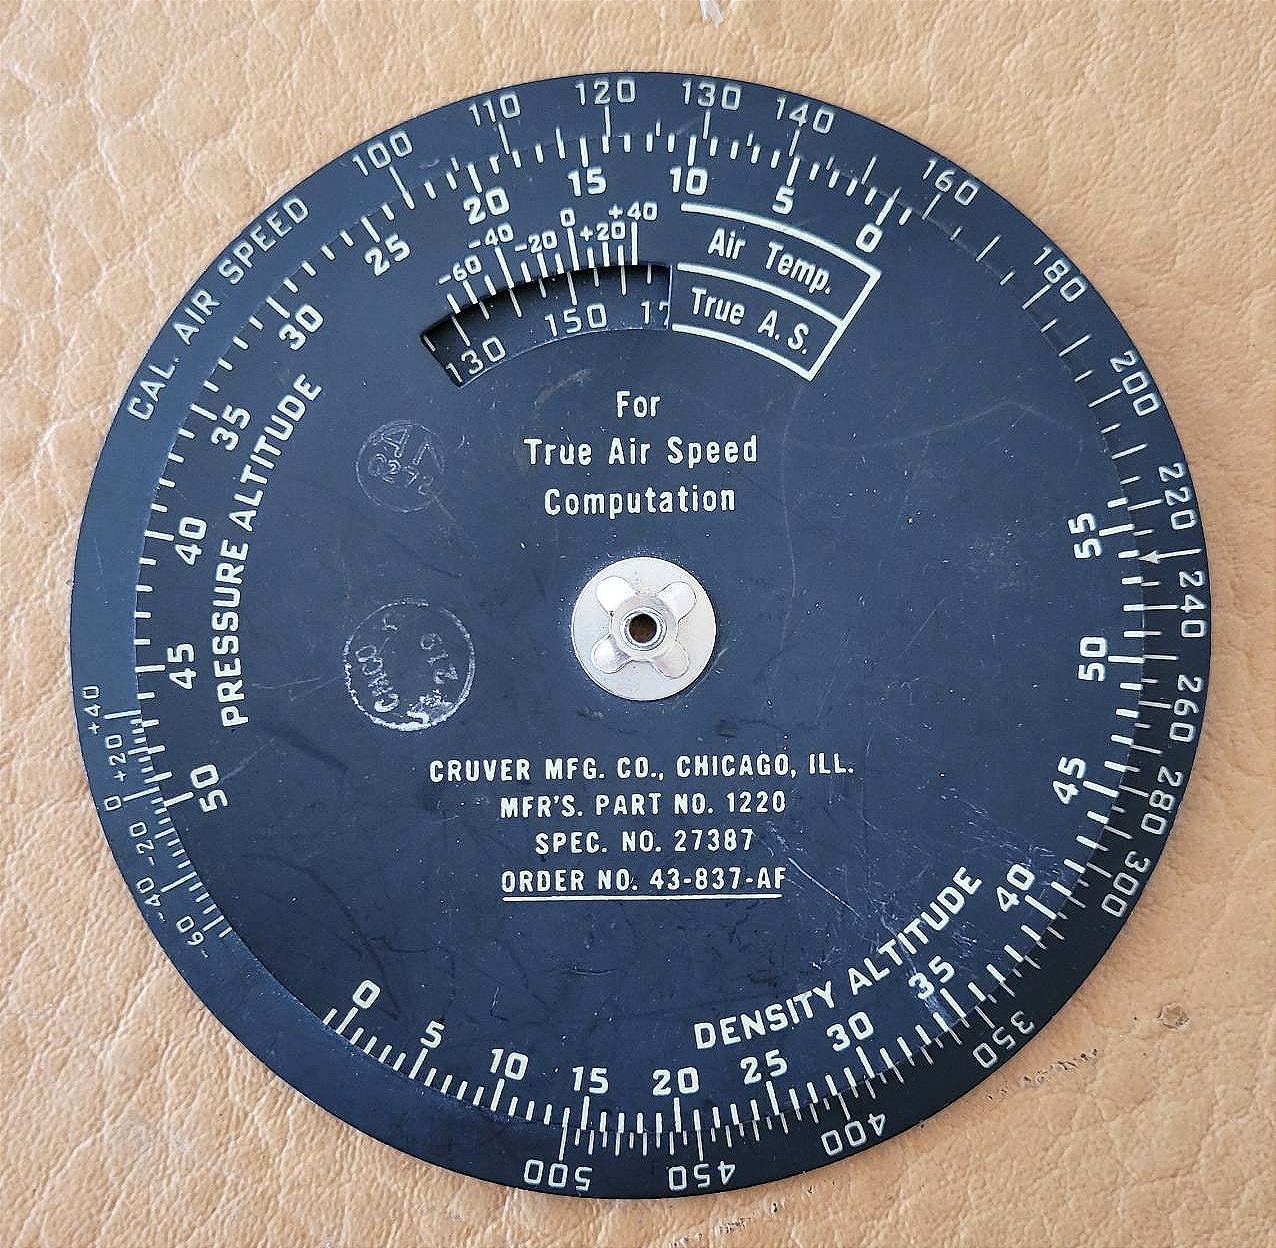 CAL. AIR SPEED
100 110 120 130 140 160 180 200 220 240 260 280 300 350 400 450 500
+40 +20 0 -20 -40 -60
PRESSURE ALTITUDE
50 45 40 35 30 25 20 15 10 5 0
-60 -40 -20 0 +20 +40
Air Temp.
130 150 17
True A.S.
For
True Air Speed
Computation
CRUVER MFG. CO., CHICAGO, ILL.
MFR'S. PART NO. 1220
SPEC. NO. 27387
ORDER NO. 43-837-AF
DENSITY ALTITUDE
0 5 10 15 20 25 30 35 40 45 50 55